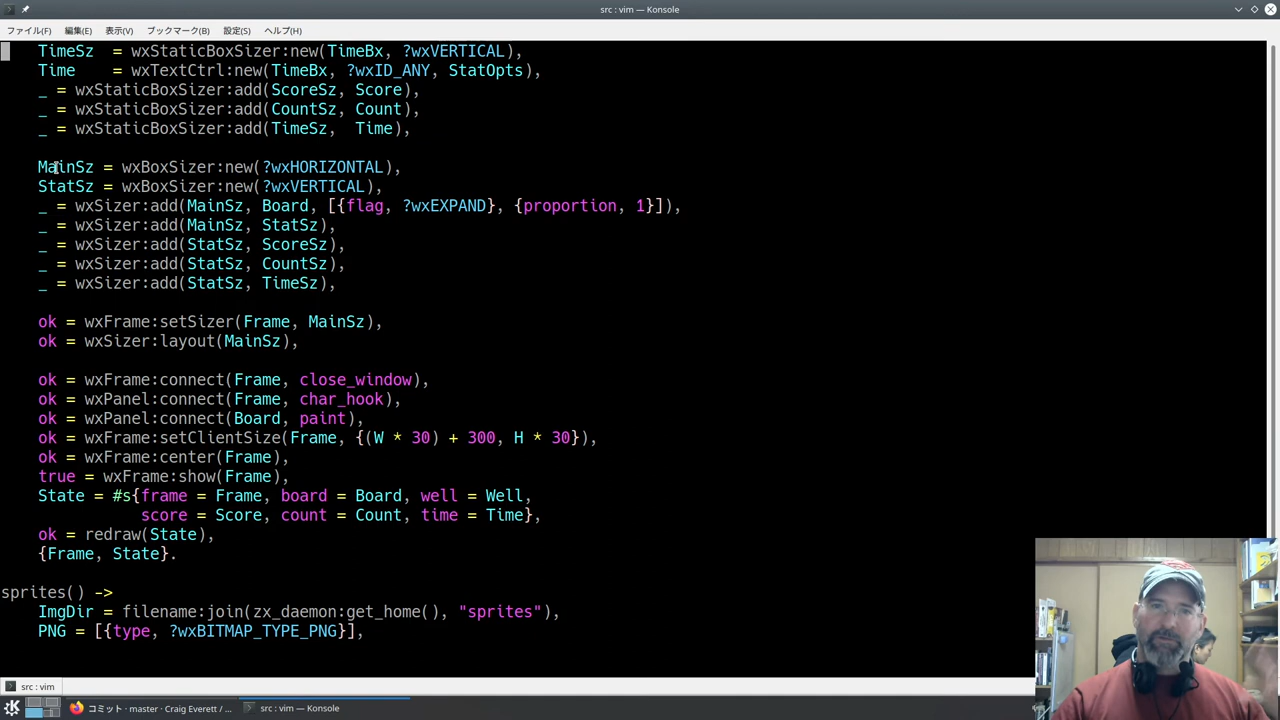 src : vim — Konsole
ファイル(F) 編集(E) 表示(V) ブックマーク(B) 設定(S) ヘルプ(H)
    TimeSz  = wxStaticBoxSizer:new(TimeBx, ?wxVERTICAL),
    Time    = wxTextCtrl:new(TimeBx, ?wxID_ANY, StatOpts),
    _ = wxStaticBoxSizer:add(ScoreSz, Score),
    _ = wxStaticBoxSizer:add(CountSz, Count),
    _ = wxStaticBoxSizer:add(TimeSz,  Time),
    MainSz = wxBoxSizer:new(?wxHORIZONTAL),
    StatSz = wxBoxSizer:new(?wxVERTICAL),
    _ = wxSizer:add(MainSz, Board, [{flag, ?wxEXPAND}, {proportion, 1}]),
    _ = wxSizer:add(MainSz, StatSz),
    _ = wxSizer:add(StatSz, ScoreSz),
    _ = wxSizer:add(StatSz, CountSz),
    _ = wxSizer:add(StatSz, TimeSz),
    ok = wxFrame:setSizer(Frame, MainSz),
    ok = wxSizer:layout(MainSz),
    ok = wxFrame:connect(Frame, close_window),
    ok = wxPanel:connect(Frame, char_hook),
    ok = wxPanel:connect(Board, paint),
    ok = wxFrame:setClientSize(Frame, {(W * 30) + 300, H * 30}),
    ok = wxFrame:center(Frame),
    true = wxFrame:show(Frame),
    State = #s{frame = Frame, board = Board, well = Well,
               score = Score, count = Count, time = Time},
    ok = redraw(State),
    {Frame, State}.
sprites() ->
    ImgDir = filename:join(zx_daemon:get_home(), "sprites"),
    PNG = [{type, ?wxBITMAP_TYPE_PNG}],
src : vim
コミット · master · Craig Everett / ... src : vim — Konsole